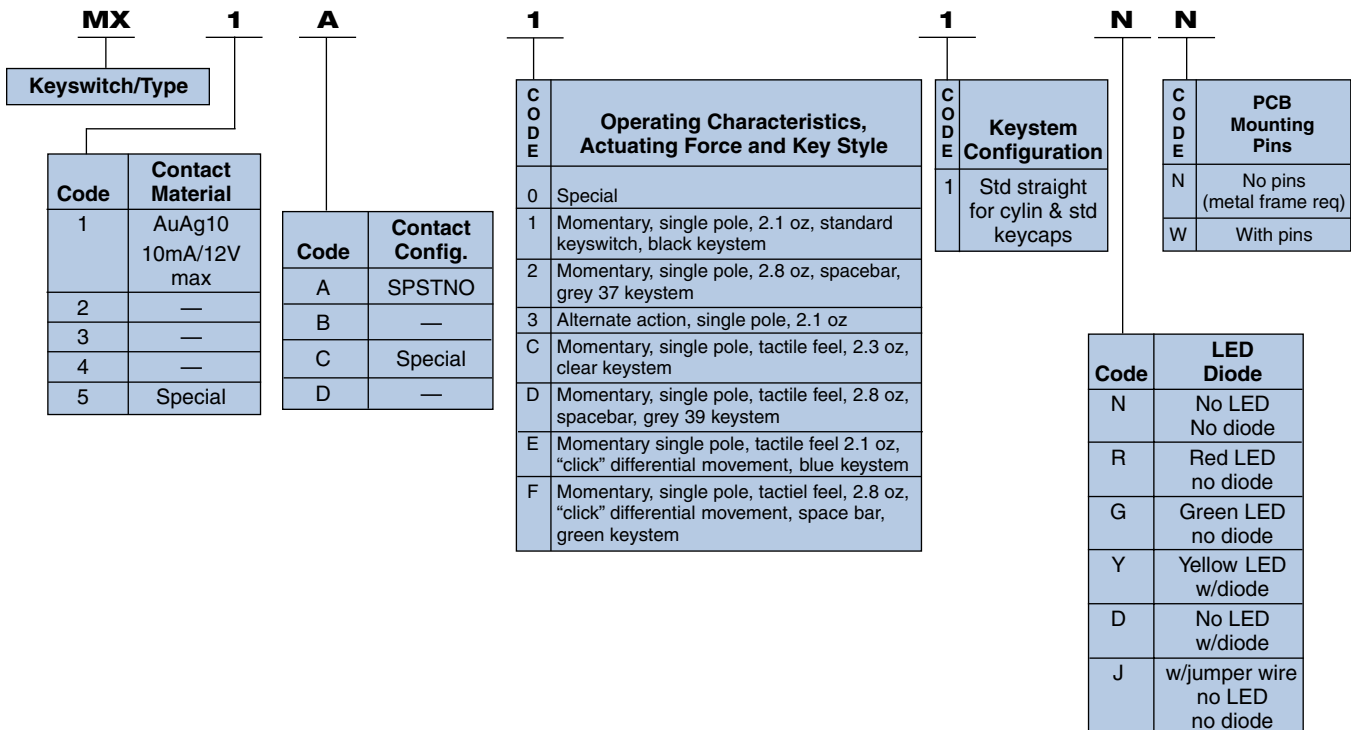 MX 1 A 1 1 N N
Keyswitch/Type
Code Contact Material
1 AuAg10
10mA/12V
max
2 —
3 —
4 —
5 Special
Code Contact Config.
A SPSTNO
B —
C Special
D —
CODE Operating Characteristics,
Actuating Force and Key Style
0 Special
1 Momentary, single pole, 2.1 oz, standard
keyswitch, black keystem
2 Momentary, single pole, 2.8 oz, spacebar,
grey 37 keystem
3 Alternate action, single pole, 2.1 oz
C Momentary, single pole, tactile feel, 2.3 oz,
clear keystem
D Momentary, single pole, tactile feel, 2.8 oz,
spacebar, grey 39 keystem
E Momentary single pole, tactile feel 2.1 oz,
“click” differential movement, blue keystem
F Momentary, single pole, tactiel feel, 2.8 oz,
“click” differential movement, space bar,
green keystem
CODE Keystem
Configuration
1 Std straight
for cylin & std
keycaps
CODE PCB
Mounting
Pins
N No pins
(metal frame req)
W With pins
Code LED
Diode
N No LED
No diode
R Red LED
no diode
G Green LED
no diode
Y Yellow LED
w/diode
D No LED
w/diode
J w/jumper wire
no LED
no diode